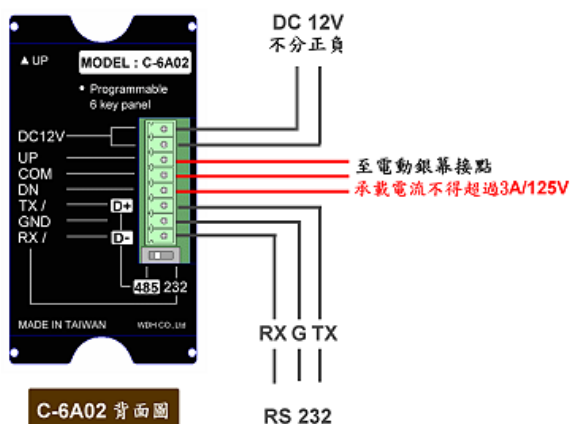 DC 12V
不分正負
▲ UP
MODEL : C-6A02
• Programmable
6 key panel
DC12V
UP
COM
DN
TX / D+
GND
RX / D-
485 232
MADE IN TAIWAN WDH CO.,Ltd
至電動銀幕接點
承載電流不得超過3A/125V
RX G TX
RS 232
C-6A02 背面圖